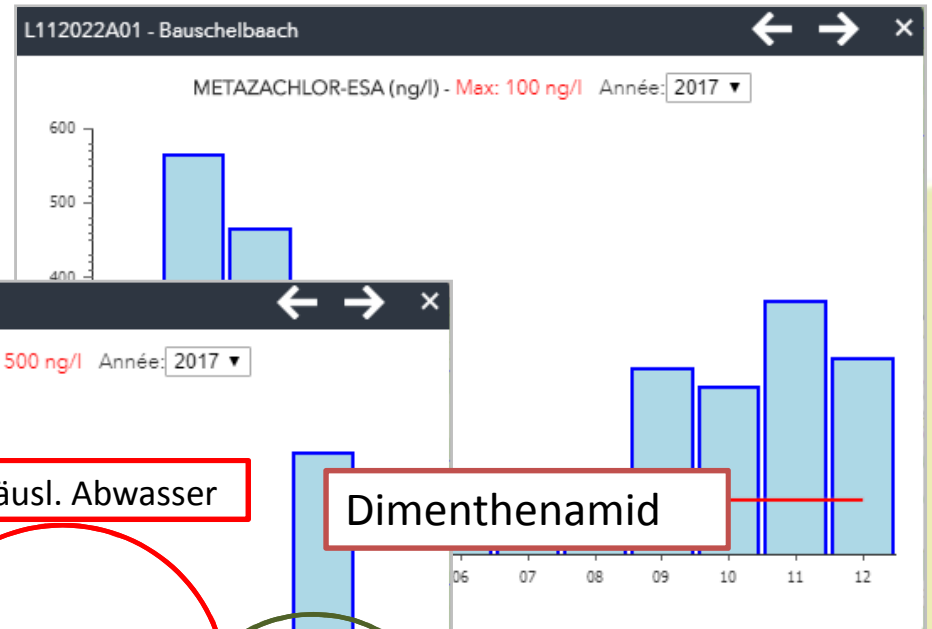 L112022A01 - Bauschelbaach
METAZACHLOR-ESA (ng/l) - Max: 100 ng/l Année: 2017
600
500
400
500 ng/l Année: 2017
Abwasser
Dimenthenamid
06 07 08 09 10 11 12